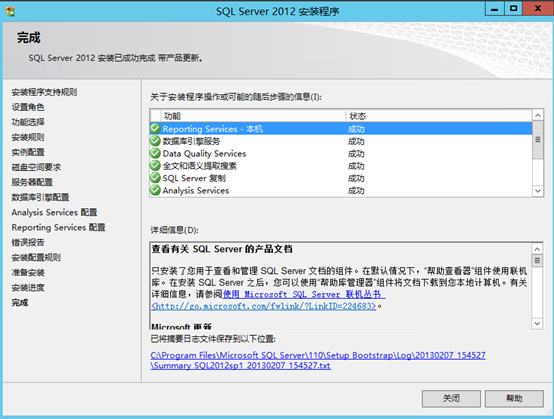 SQL Server 2012 安装程序
完成
SQL Server 2012 安装已成功完成 带产品更新。
安装程序支持规则
设置角色
功能选择
安装规则
实例配置
磁盘空间要求
服务器配置
数据库引擎配置
Analysis Services 配置
Reporting Services 配置
错误报告
安装配置规则
准备安装
安装进度
完成
关于安装程序操作或可能的随后步骤的信息(I):
功能 状态
Reporting Services - 本机 成功
数据库引擎服务 成功
Data Quality Services 成功
全文和语义提取搜索 成功
SQL Server 复制 成功
Analysis Services 成功
详细信息(D):
查看有关 SQL Server 的产品文档
只安装了您用于查看和管理 SQL Server 文档的组件。在默认情况下，“帮助查看器”组件使用联机
库。在安装 SQL Server 之后，您可以使用“帮助库管理器”组件将文档下载到您本地计算机。有关
详细信息，请参阅使用 Microsoft SQL Server 联机丛书
<http://go.microsoft.com/fwlink/?LinkID=224683>。
Microsoft 更新
已将摘要日志文件保存到以下位置:
C:\Program Files\Microsoft SQL Server\110\Setup Bootstrap\Log\20130207 154527
\Summary SQL2012sp1 20130207 154527.txt
关闭
帮助